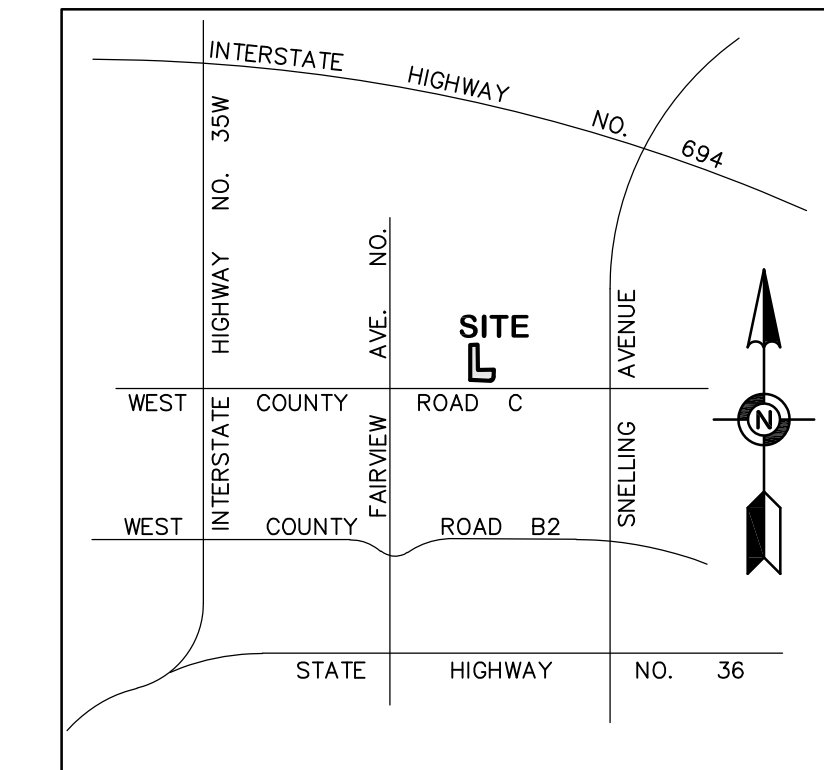 INTERSTATE HIGHWAY NO. 694
INTERSTATE HIGHWAY NO. 35W
FAIRVIEW AVE. NO.
SITE
SNELLING AVENUE
N
WEST COUNTY ROAD C
WEST COUNTY ROAD B2
STATE HIGHWAY NO. 36